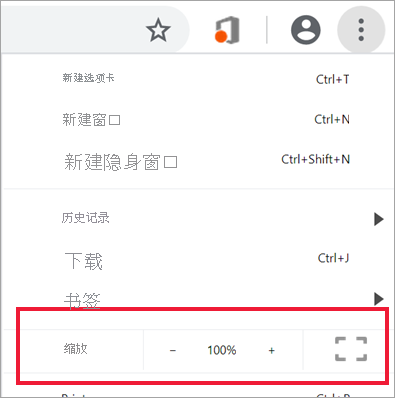 新建选项卡 Ctrl+T
新建窗口 Ctrl+N
新建隐身窗口 Ctrl+Shift+N
历史记录
下载 Ctrl+J
书签
缩放 − 100% +